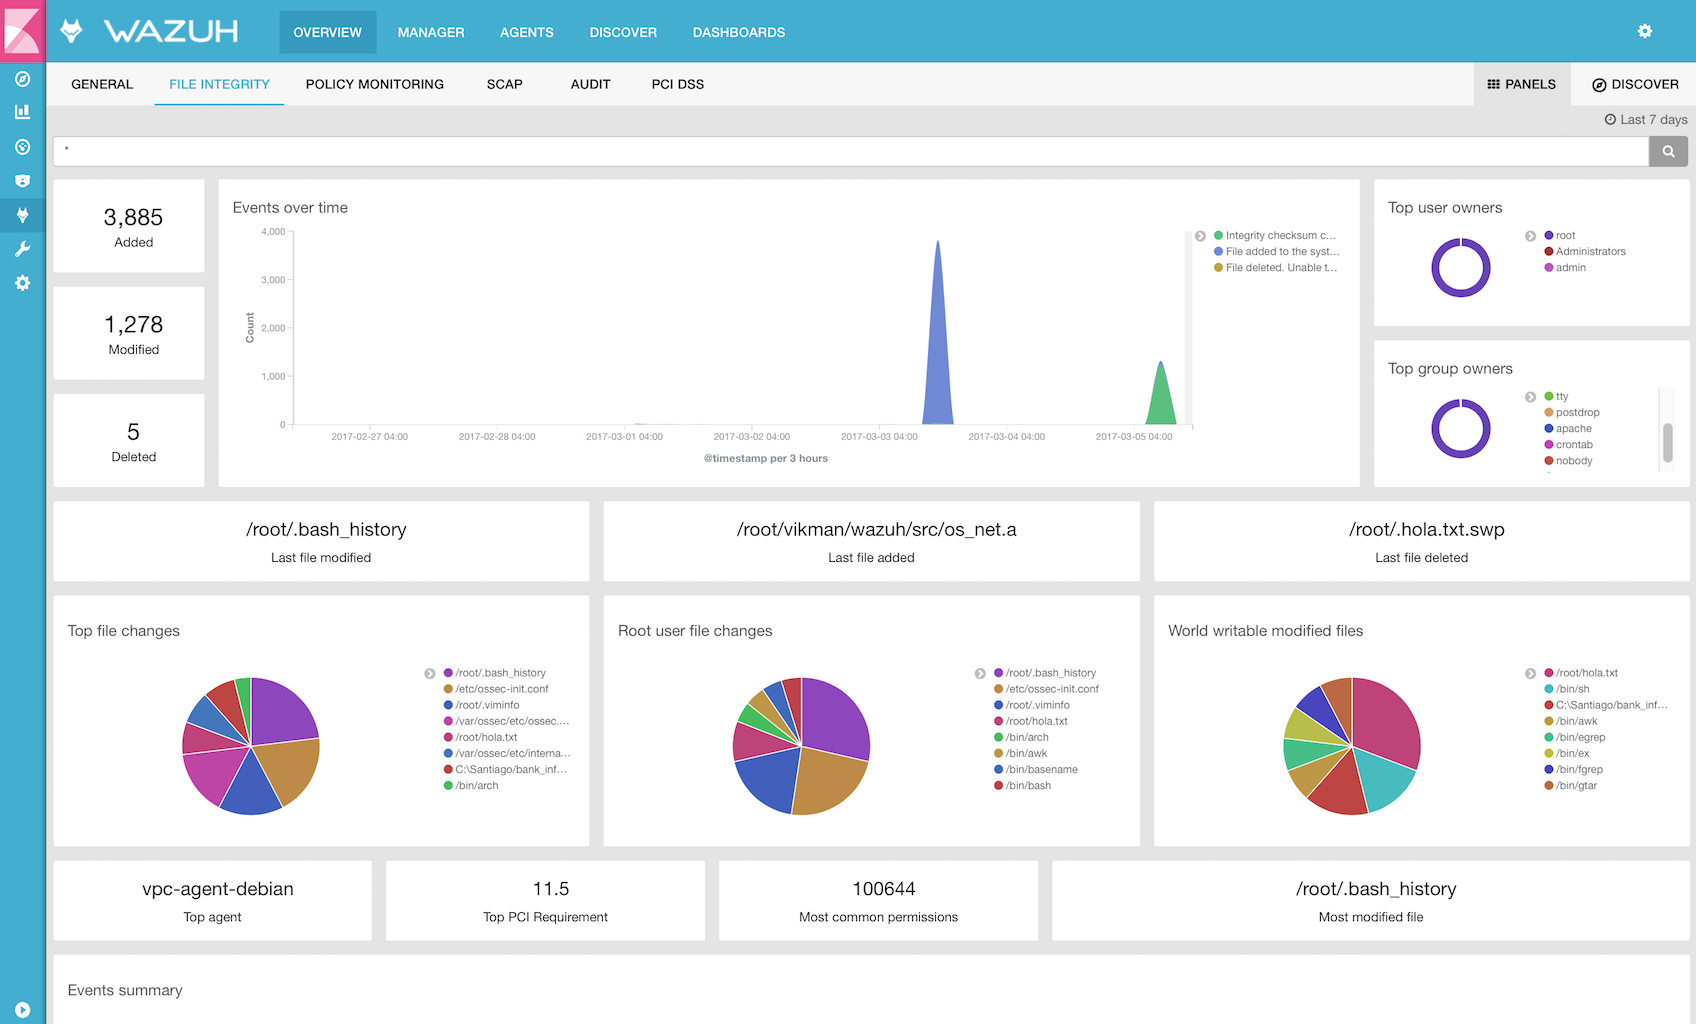 WAZUH
OVERVIEW
MANAGER
AGENTS
DISCOVER
DASHBOARDS
GENERAL
FILE INTEGRITY
POLICY MONITORING
SCAP
AUDIT
PCI DSS
PANELS
DISCOVER
Last 7 days
*
3,885
Added
1,278
Modified
5
Deleted
Events over time
4,000
3,000
2,000
1,000
0
Count
2017-02-27 04:00
2017-02-28 04:00
2017-03-01 04:00
2017-03-02 04:00
2017-03-03 04:00
2017-03-04 04:00
2017-03-05 04:00
@timestamp per 3 hours
Integrity checksum c...
File added to the syst...
File deleted. Unable t...
Top user owners
root
Administrators
admin
Top group owners
tty
postdrop
apache
crontab
nobody
/root/.bash_history
Last file modified
/root/vikman/wazuh/src/os_net.a
Last file added
/root/.hola.txt.swp
Last file deleted
Top file changes
/root/.bash_history
/etc/ossec-init.conf
/root/.viminfo
/var/ossec/etc/ossec....
/root/hola.txt
/var/ossec/etc/interna...
C:\Santiago/bank_inf...
/bin/arch
Root user file changes
/root/.bash_history
/etc/ossec-init.conf
/root/.viminfo
/root/hola.txt
/bin/arch
/bin/awk
/bin/basename
/bin/bash
World writable modified files
/root/hola.txt
/bin/sh
C:\Santiago/bank_inf...
/bin/awk
/bin/egrep
/bin/ex
/bin/fgrep
/bin/gtar
vpc-agent-debian
Top agent
11.5
Top PCI Requirement
100644
Most common permissions
/root/.bash_history
Most modified file
Events summary